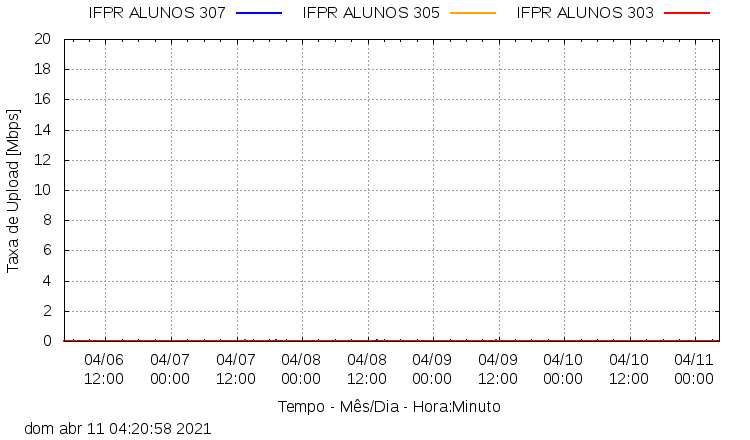 IFPR ALUNOS 307 IFPR ALUNOS 305 IFPR ALUNOS 303
Taxa de Upload [Mbps]
20
18
16
14
12
10
8
6
4
2
0
04/06 04/07 04/07 04/08 04/08 04/09 04/09 04/10 04/10 04/11
12:00 00:00 12:00 00:00 12:00 00:00 12:00 00:00 12:00 00:00
Tempo - Mês/Dia - Hora:Minuto
dom abr 11 04:20:58 2021